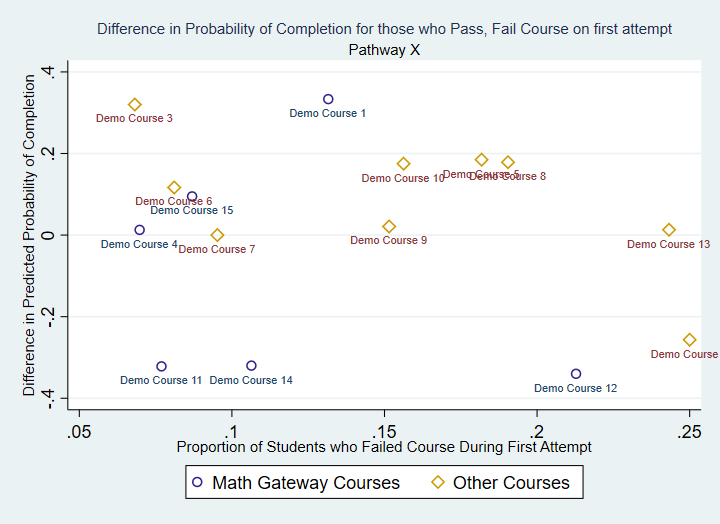 Difference in Probability of Completion for those who Pass, Fail Course on first attempt
Pathway X
Difference in Predicted Probability of Completion
.4
.2
0
-.2
-.4
Demo Course 1
Demo Course 3
Demo Course 10
Demo Course 5
Demo Course 8
Demo Course 6
Demo Course 15
Demo Course 4
Demo Course 7
Demo Course 9
Demo Course 13
Demo Course
Demo Course 11
Demo Course 14
Demo Course 12
.05 .1 .15 .2 .25
Proportion of Students who Failed Course During First Attempt
Math Gateway Courses Other Courses